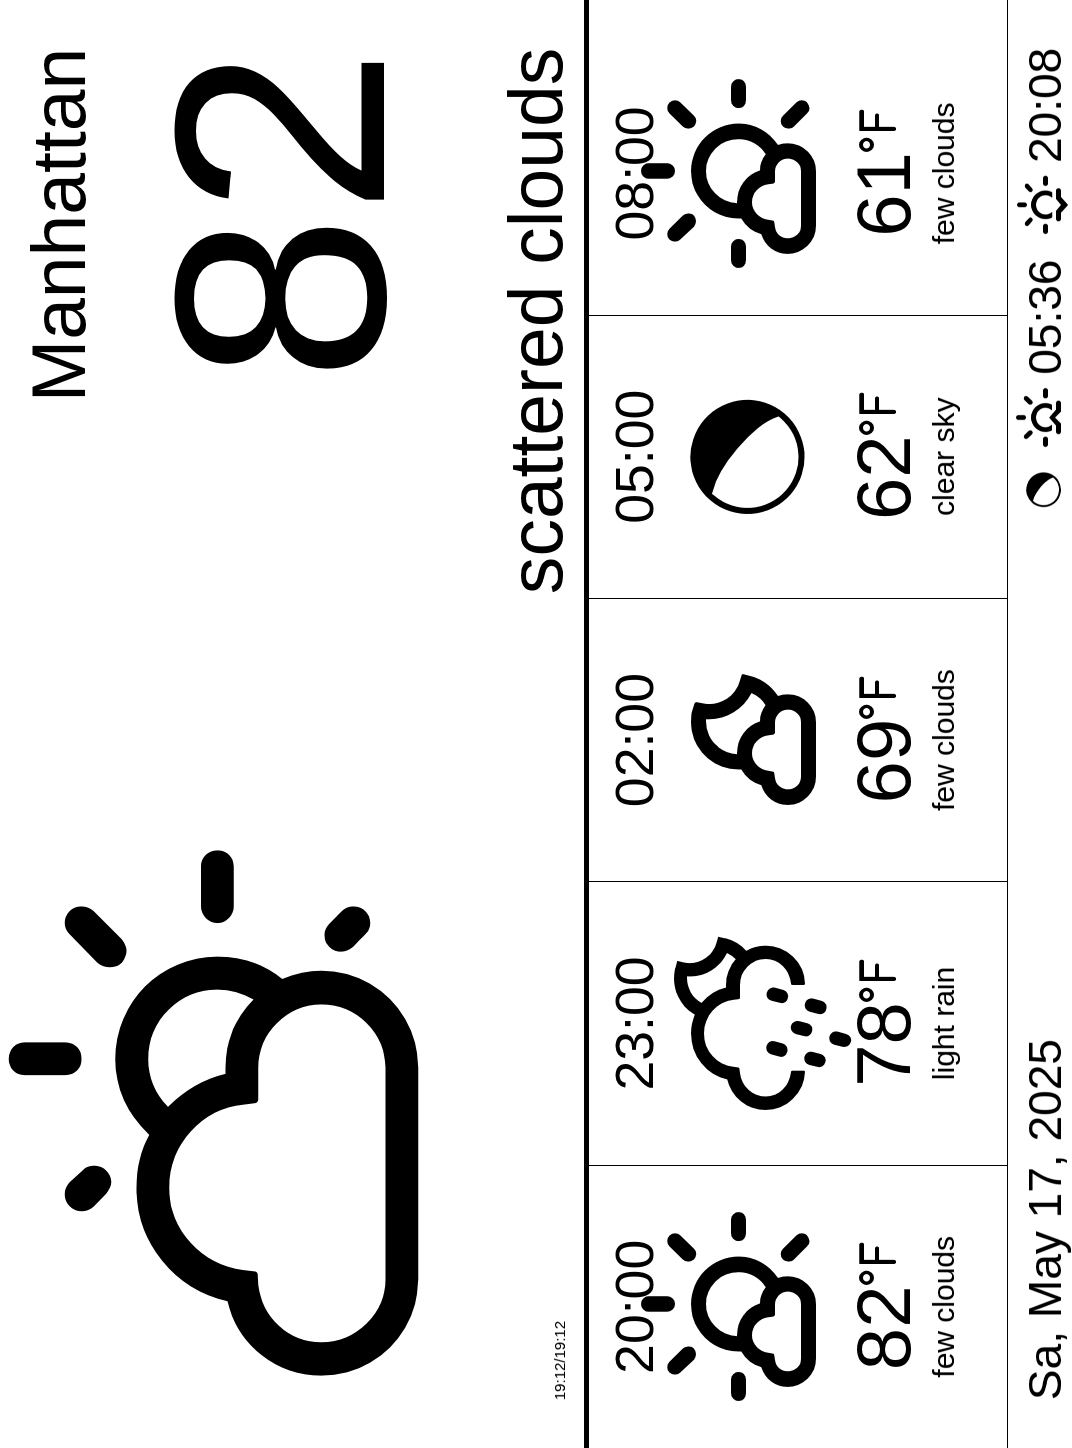 Manhattan
82
scattered clouds
19:12/19:12
20:00 23:00 02:00 05:00 08:00
82°F 78°F 69°F 62°F 61°F
few clouds light rain few clouds clear sky few clouds
Sa, May 17, 2025 05:36 20:08